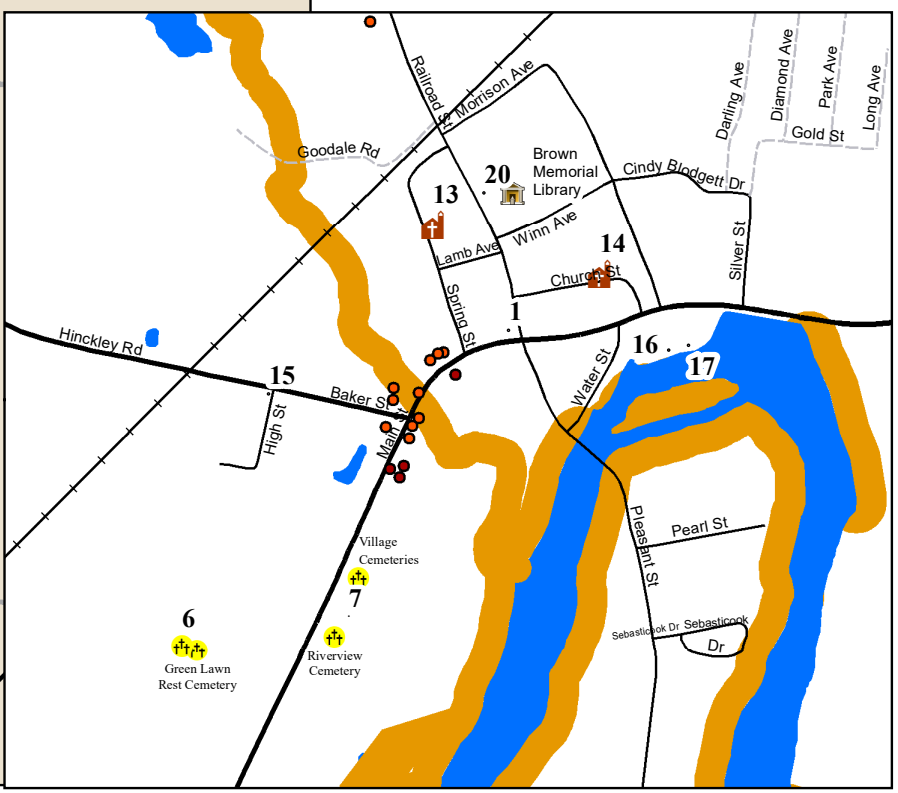 Railroad St
Morrison Ave
Darling Ave
Diamond Ave
Park Ave
Long Ave
Gold St
Goodale Rd
20
Brown
Memorial
Library
Cindy Blodgett Dr
13
Winn Ave
14
Lamb Ave
Church St
Silver St
Spring St
1
Hinckley Rd
16
17
15
Water St
Baker St
High St
Main St
Pleasant St
Pearl St
Village
Cemeteries
7
6
Sebasticook Dr
Sebasticook
Dr
Riverview
Cemetery
Green Lawn
Rest Cemetery